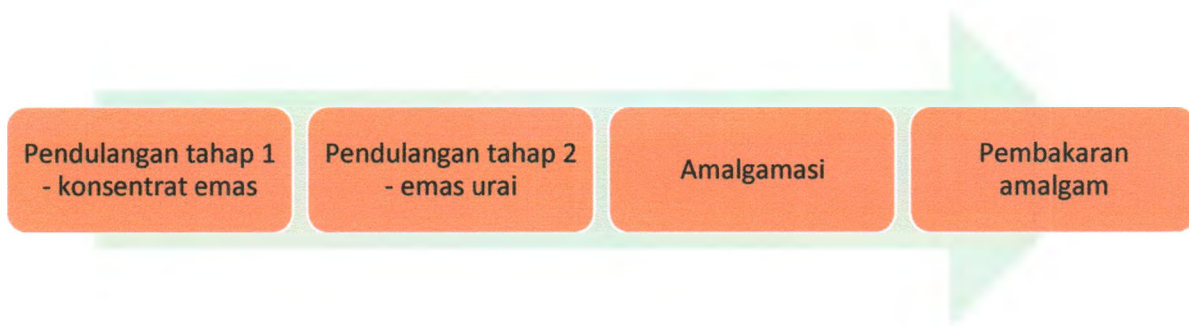 Pendulangan tahap 1
- konsentrat emas
Pendulangan tahap 2
- emas urai
Amalgamasi
Pembakaran
amalgam